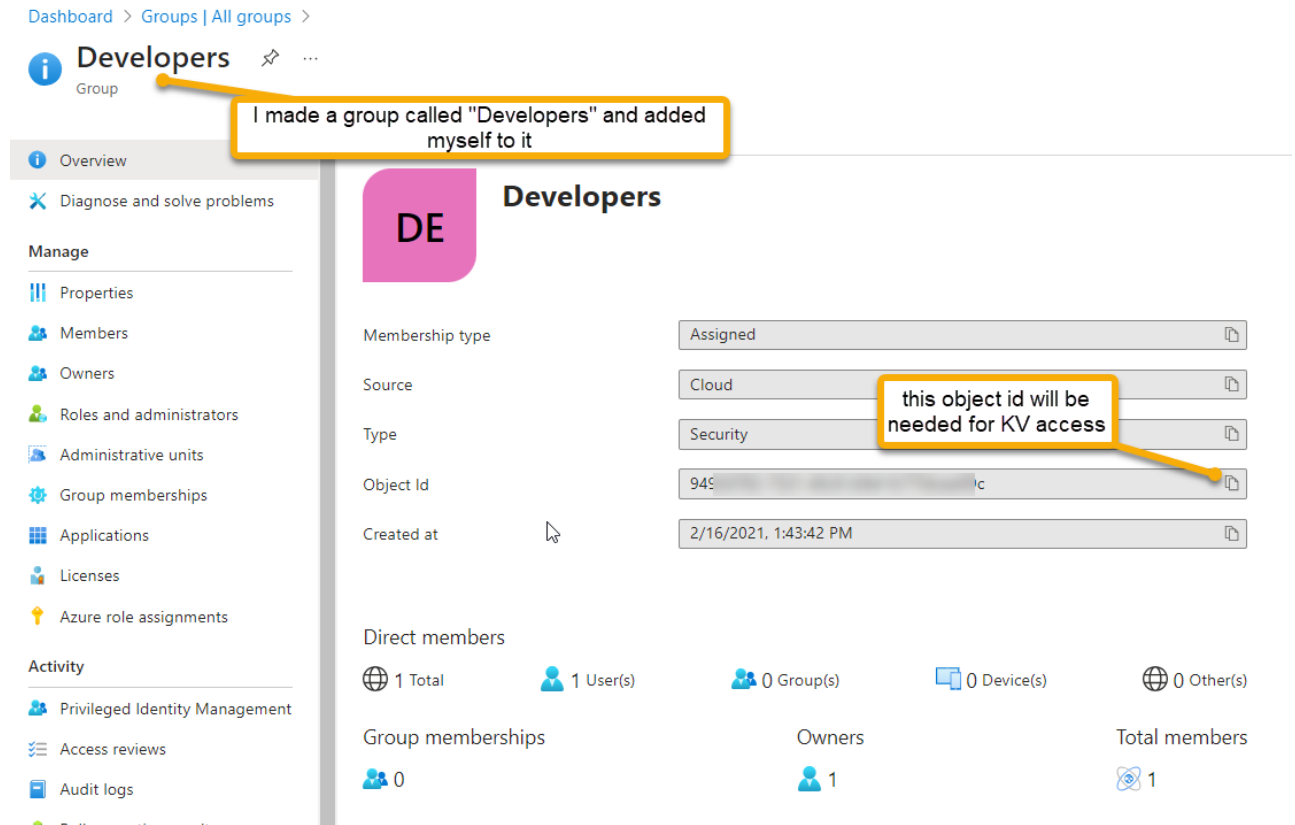 Dashboard > Groups | All groups >
Developers ...
Group
I made a group called "Developers" and added
myself to it
Overview
Diagnose and solve problems
Manage
Properties
Members
Owners
Roles and administrators
Administrative units
Group memberships
Applications
Licenses
Azure role assignments
Activity
Privileged Identity Management
Access reviews
Audit logs
DE
Developers
Membership type
Assigned
Source
Cloud
this object id will be
needed for KV access
Type
Security
Object Id
949
c
Created at
2/16/2021, 1:43:42 PM
Direct members
1 Total
1 User(s)
0 Group(s)
0 Device(s)
0 Other(s)
Group memberships
0
Owners
1
Total members
1